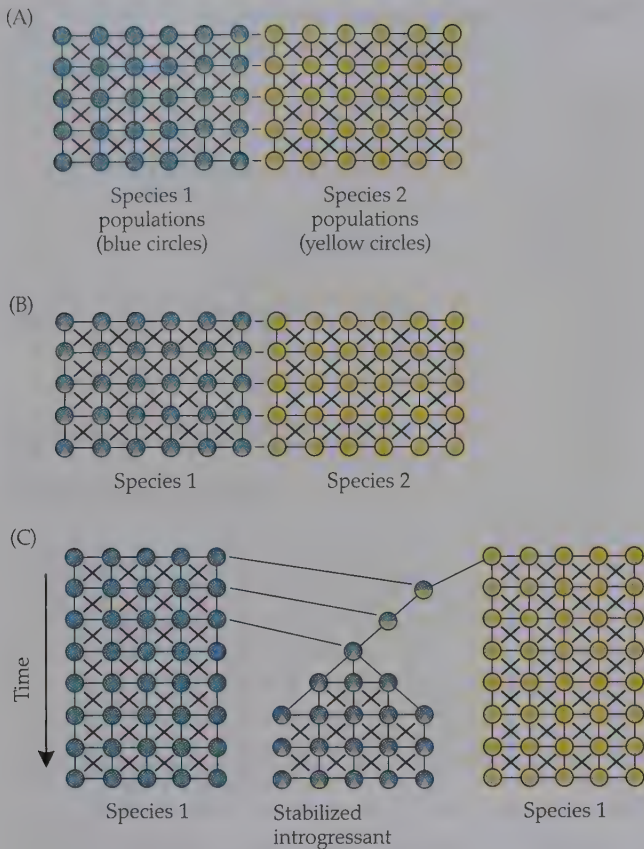 (A)
Species 1
populations
(blue circles)
Species 2
populations
(yellow circles)
(B)
Species 1
Species 2
(C)
Time
Species 1
Stabilized
introgressant
Species 1